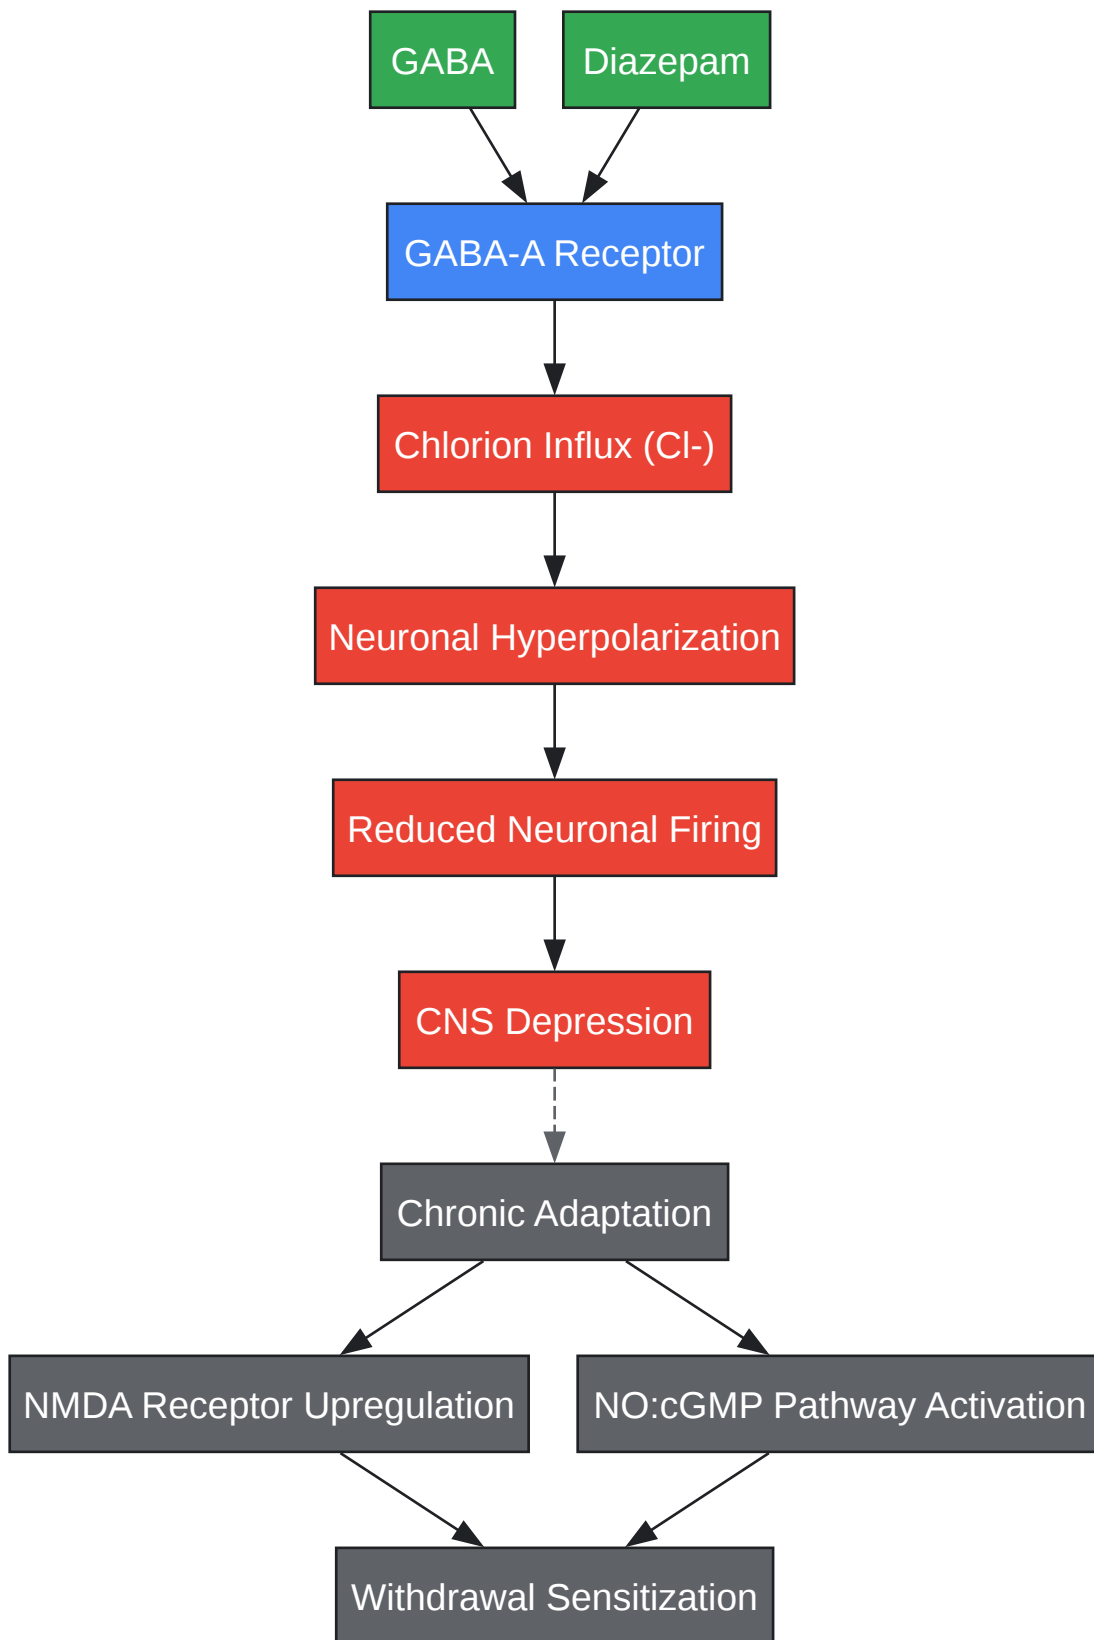 GABA
Diazepam
GABA-A Receptor
Chlorion Influx (Cl-)
Neuronal Hyperpolarization
Reduced Neuronal Firing
CNS Depression
Chronic Adaptation
NMDA Receptor Upregulation
NO:cGMP Pathway Activation
Withdrawal Sensitization